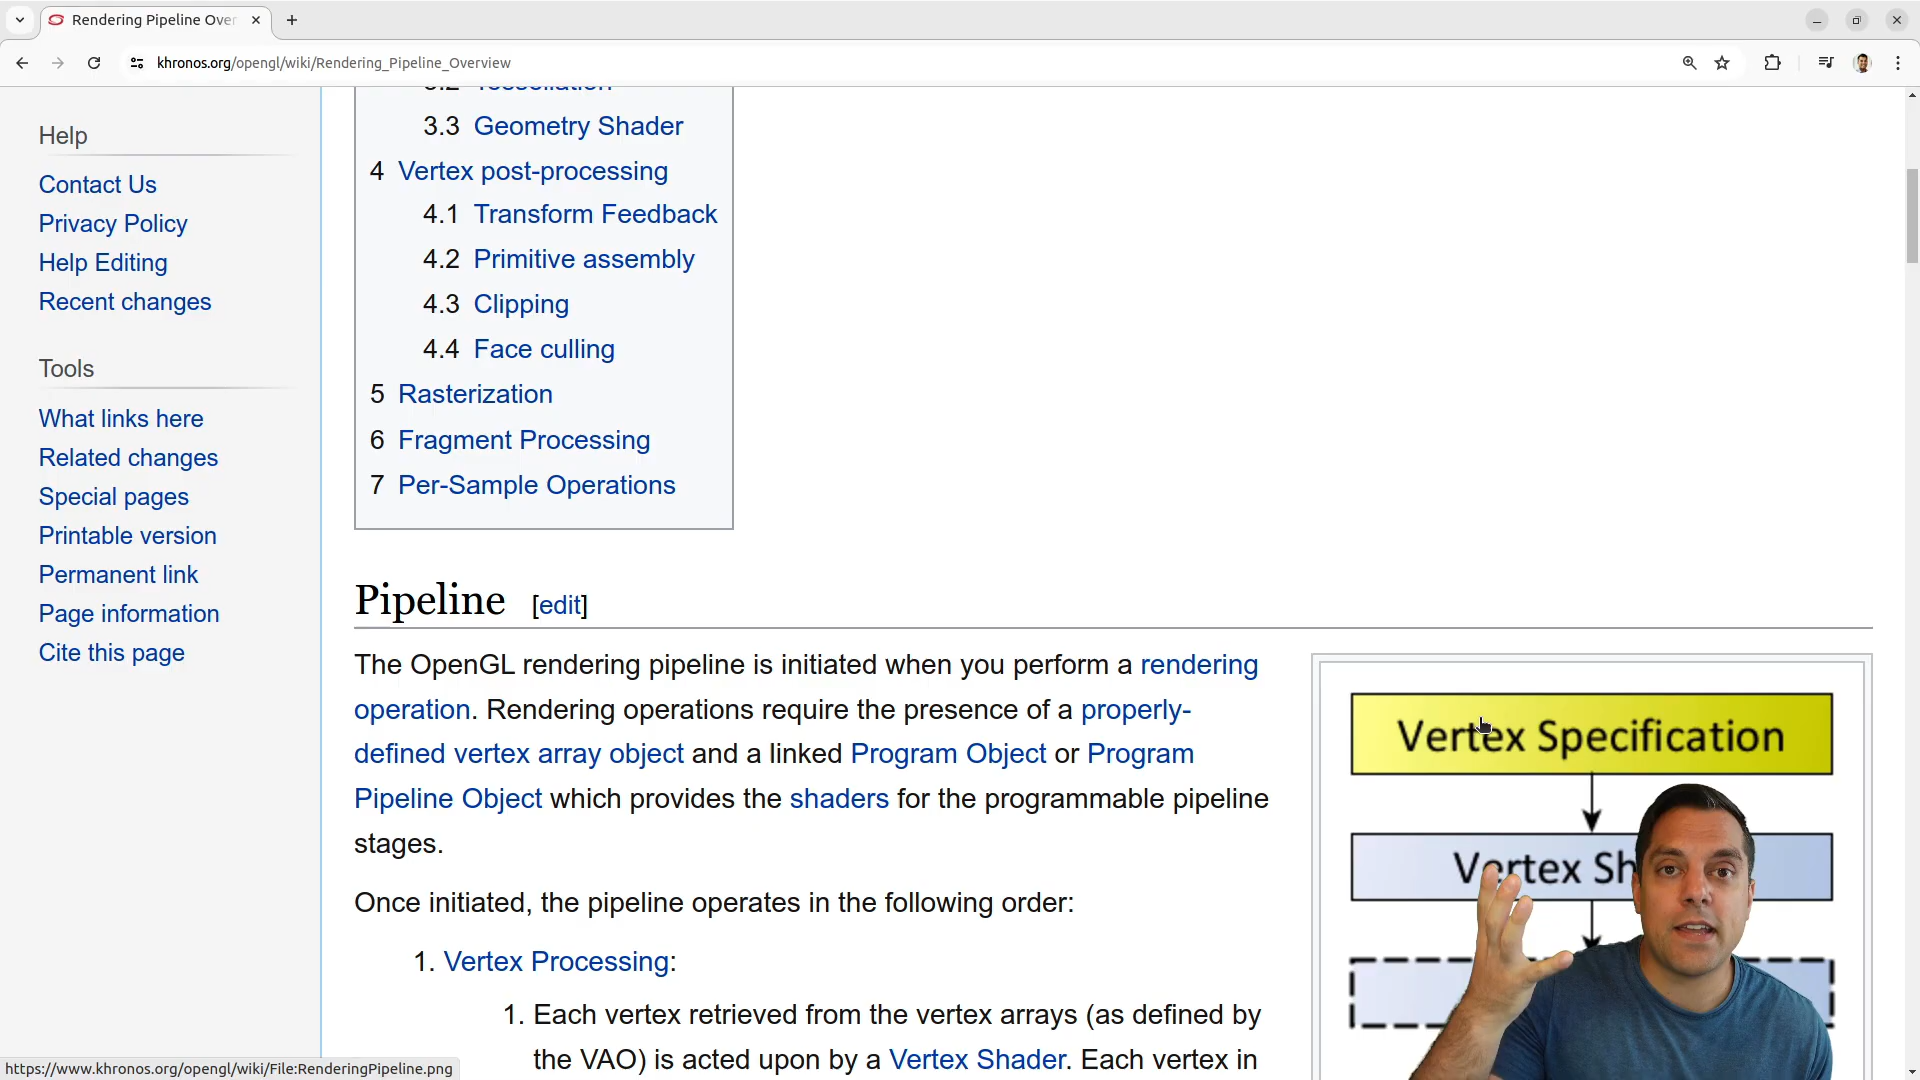 Rendering Pipeline Over
khronos.org/opengl/wiki/Rendering_Pipeline_Overview
Help
Contact Us
Privacy Policy
Help Editing
Recent changes
Tools
What links here
Related changes
Special pages
Printable version
Permanent link
Page information
Cite this page
3.2 Tessellation
3.3 Geometry Shader
4 Vertex post-processing
4.1 Transform Feedback
4.2 Primitive assembly
4.3 Clipping
4.4 Face culling
5 Rasterization
6 Fragment Processing
7 Per-Sample Operations
Pipeline [edit]
The OpenGL rendering pipeline is initiated when you perform a rendering
operation. Rendering operations require the presence of a properly-
defined vertex array object and a linked Program Object or Program
Pipeline Object which provides the shaders for the programmable pipeline
stages.
Once initiated, the pipeline operates in the following order:
1. Vertex Processing:
1. Each vertex retrieved from the vertex arrays (as defined by
the VAO) is acted upon by a Vertex Shader. Each vertex in
Vertex Specification
Vertex Sh
https://www.khronos.org/opengl/wiki/File:RenderingPipeline.png